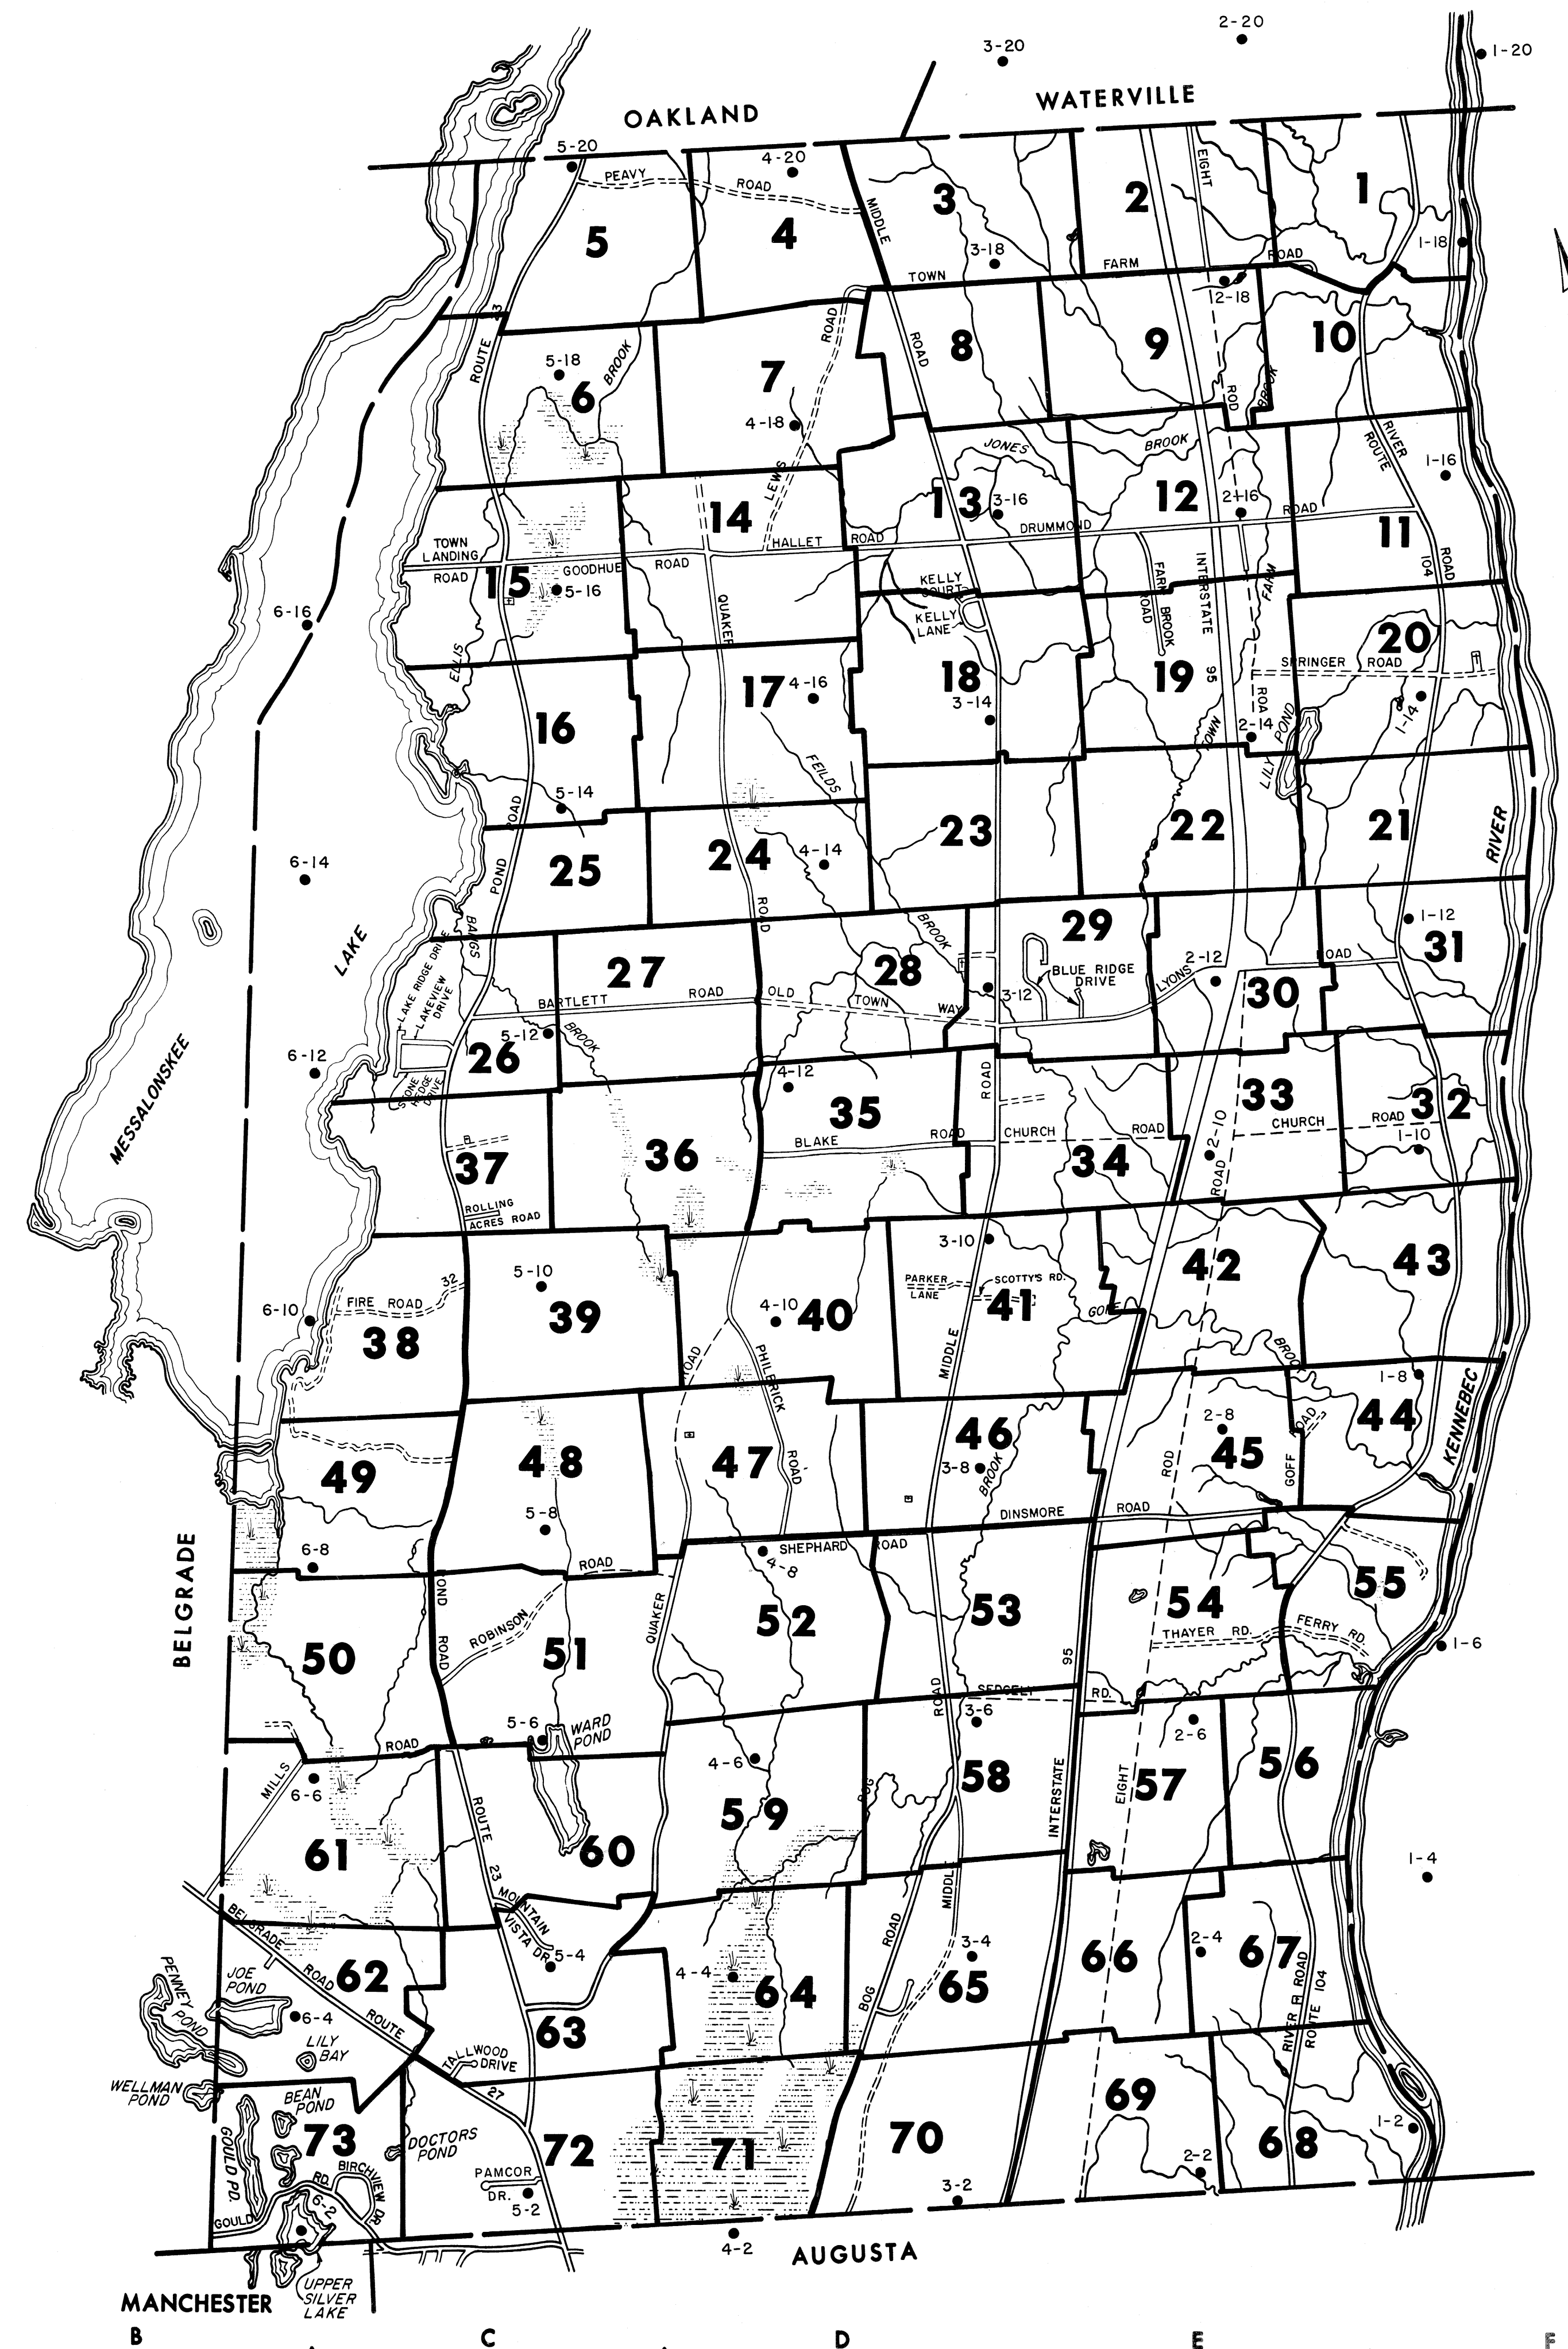 2-20
3-20
1-20
WATERVILLE
OAKLAND
5-20
4-20
PEAVY
ROAD
EIGHT
1
2
3
4
5
MIDDLE
3-18
1-18
TOWN
FARM
ROAD
2-18
23
ROUTE
ROAD
ROAD
8
9
10
5-18
BROOK
6
7
4-18
ROD
BROOK
RIVER
ROUTE
JONES
BROOK
1-16
LEWIS
14
13
3-16
12
2-16
ROAD
11
DRUMMOND
TOWN
LANDING
ROAD
HALLET
ROAD
15
GOODHUE
ROAD
5-16
104
ROAD
KELLY
COURT
KELLY
LANE
FARM
ROAD
BROOK
INTERSTATE
95
FARM
6-16
QUAKER
20
SPRINGER
ROAD
ELLIS
17
4-16
18
19
3-14
ROA
1-14
16
TOWN
2-14
LILY
POND
FEILDS
5-14
ROAD
23
22
21
RIVER
24
4-14
25
6-14
POND
ROAD
29
1-12
31
BROOK
BANGS
LAKE
LAKE RIDGE DRIVE
LAKEVIEW
DRIVE
27
28
2-12
ROAD
BLUE RIDGE
DRIVE
LYONS
30
3-12
BARTLETT
ROAD
OLD
TOWN
WAY
5-12
BROOK
26
STONE
HEDGE
DRIVE
6-12
MESSALONSKEE
4-12
35
ROAD
33
32
BLAKE
ROAD
CHURCH
ROAD
CHURCH
ROAD
2-10
1-10
34
36
37
ROAD
ROLLING
ACRES ROAD
3-10
42
43
5-10
32
PARKER
LANE
SCOTTY'S RD.
41
GOFF
6-10
FIRE ROAD
39
4-10
40
38
MIDDLE
BROOK
ROAD
PHILBRICK
1-8
KENNEBEC
44
2-8
ROAD
46
45
48
47
49
ROAD
3-8
BROOK
ROD
GOFF
5-8
DINSMORE
ROAD
BELGRADE
6-8
ROAD
SHEPHARD
ROAD
4-8
POND
ROAD
55
54
53
52
QUAKER
ROBINSON
THAYER RD.
FERRY RD.
1-6
50
51
95
ROAD
SEDGELY
RD.
5-6
WARD
POND
3-6
2-6
ROAD
4-6
MILLS
6-6
BOG
58
INTERSTATE
EIGHT
57
56
ROUTE
59
61
60
1-4
23
MOUNTAIN
VISTA DR.
MIDDLE
BELGRADE
5-4
ROAD
2-4
67
66
PENNEY
POND
JOE
POND
ROAD
62
4-4
64
3-4
65
BOG
RIVER ROAD
ROUTE 104
6-4
ROUTE
LILY
BAY
63
TALLWOOD
DRIVE
27
WELLMAN
POND
BEAN
POND
69
GOULD PD.
73
DOCTORS
POND
72
71
70
68
1-2
BIRCHVIEW DR.
RD.
PAMCOR
DR.
5-2
2-2
GOULD
6-2
3-2
4-2
AUGUSTA
UPPER
SILVER
LAKE
MANCHESTER
B
C
D
E
F